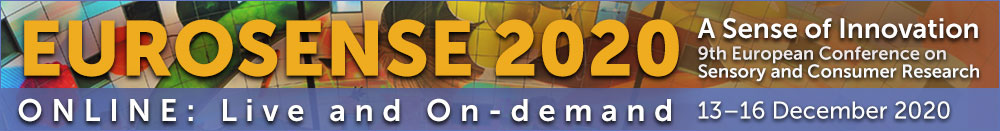 EUROSENSE 2020
A Sense of Innovation
9th European Conference on
Sensory and Consumer Research
ONLINE: Live and On-demand
13–16 December 2020